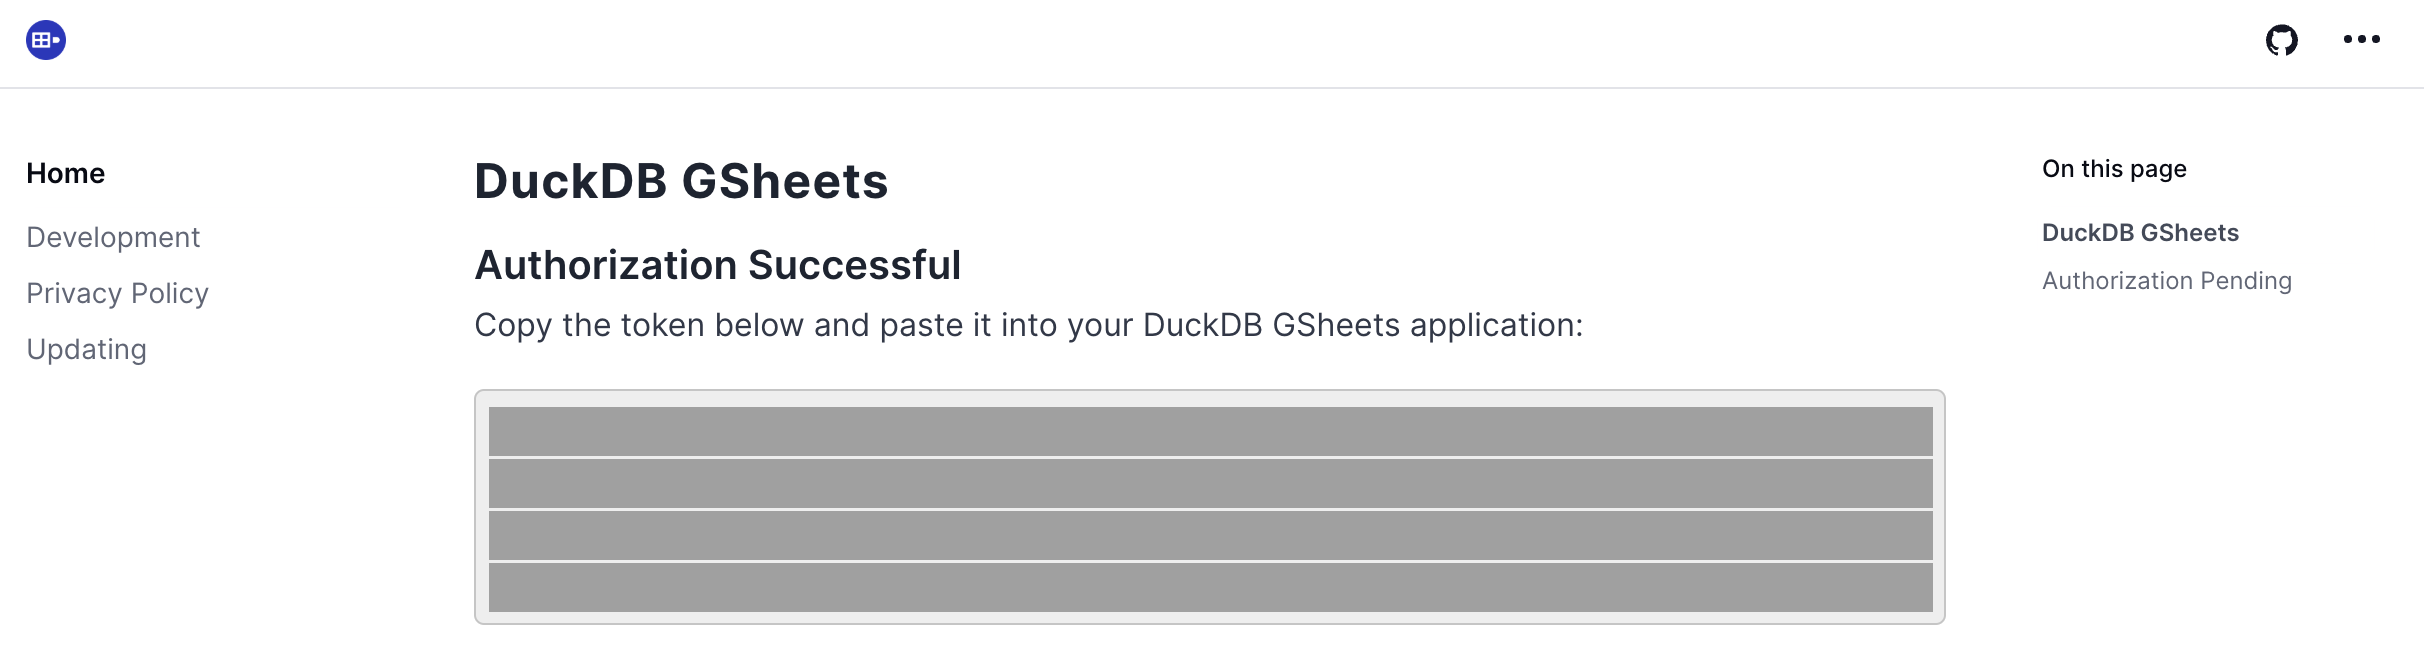 Home
Development
Privacy Policy
Updating
DuckDB GSheets
Authorization Successful
Copy the token below and paste it into your DuckDB GSheets application:
On this page
DuckDB GSheets
Authorization Pending